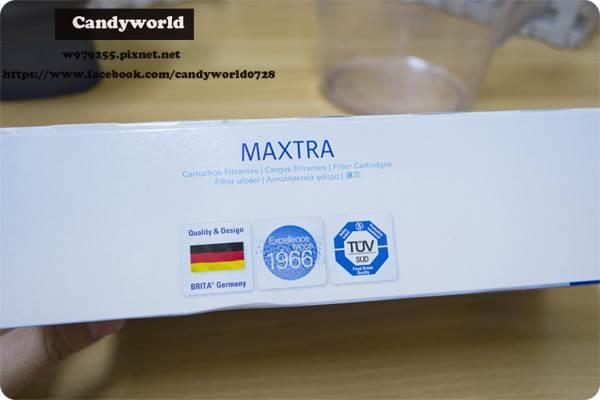 Candyworld
w979255.pixnet.net
https://www.facebook.com/candyworld0728
MAXTRA
Cartuchos filtrantes | Cargas filtrantes | Filter Cartridges
Filter uložci | Ανταλλακτικά φίλτρα | 濾芯
Quality & Design
BRITA® Germany
Excellence
since
1966
TÜV
SÜD
Food Grade
Quality